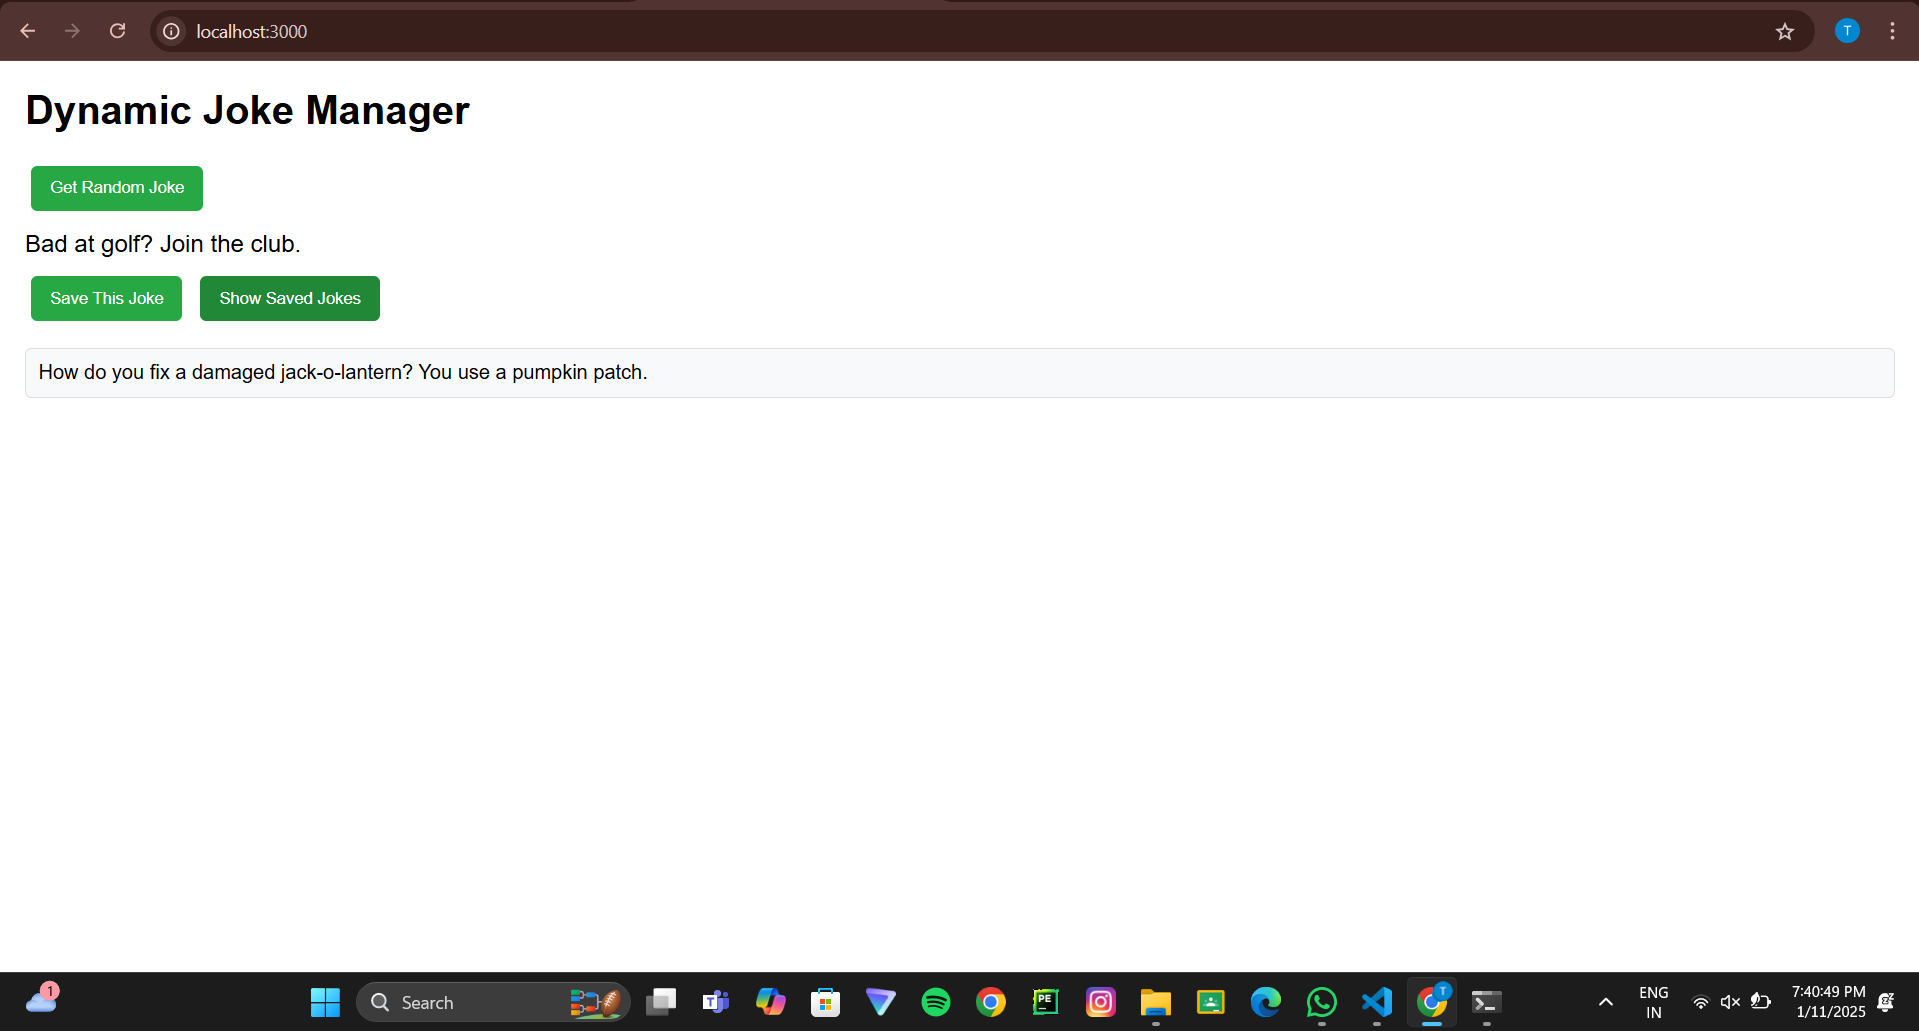 localhost:3000
T
Dynamic Joke Manager
Get Random Joke
Bad at golf? Join the club.
Save This Joke
Show Saved Jokes
How do you fix a damaged jack-o-lantern? You use a pumpkin patch.
1
Search
T
PE
T
ENG
IN
7:40:49 PM
1/11/2025